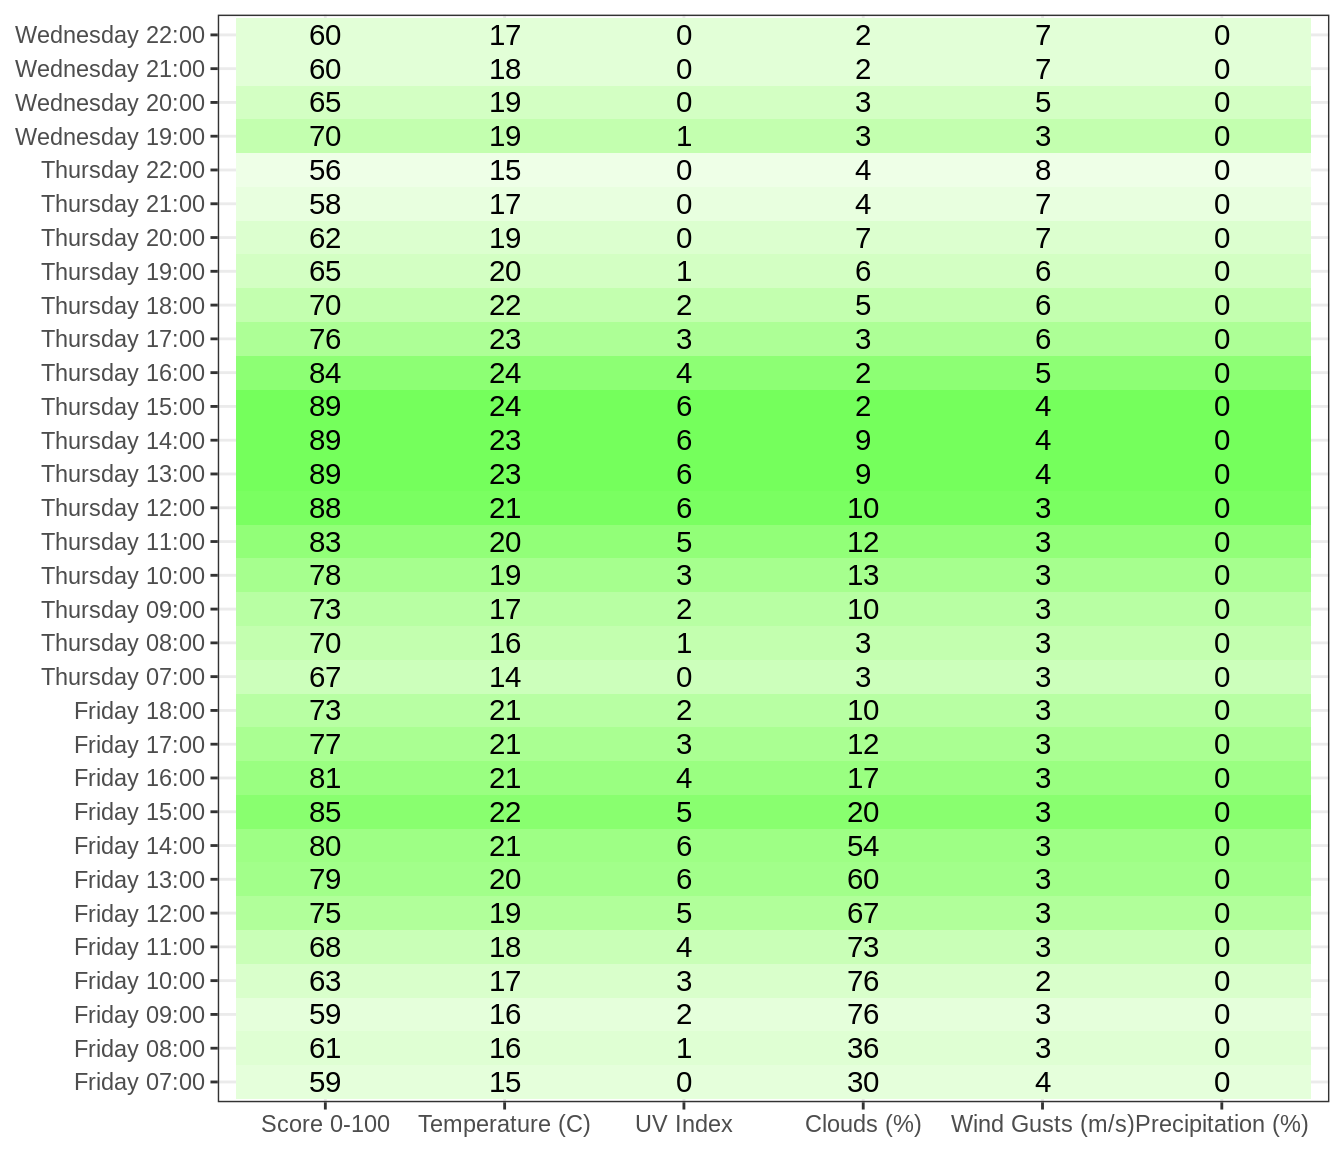 Wednesday 22:00 60 17 0 2 7 0
Wednesday 21:00 60 18 0 2 7 0
Wednesday 20:00 65 19 0 3 5 0
Wednesday 19:00 70 19 1 3 3 0
Thursday 22:00 56 15 0 4 8 0
Thursday 21:00 58 17 0 4 7 0
Thursday 20:00 62 19 0 7 7 0
Thursday 19:00 65 20 1 6 6 0
Thursday 18:00 70 22 2 5 6 0
Thursday 17:00 76 23 3 3 6 0
Thursday 16:00 84 24 4 2 5 0
Thursday 15:00 89 24 6 2 4 0
Thursday 14:00 89 23 6 9 4 0
Thursday 13:00 89 23 6 9 4 0
Thursday 12:00 88 21 6 10 3 0
Thursday 11:00 83 20 5 12 3 0
Thursday 10:00 78 19 3 13 3 0
Thursday 09:00 73 17 2 10 3 0
Thursday 08:00 70 16 1 3 3 0
Thursday 07:00 67 14 0 3 3 0
Friday 18:00 73 21 2 10 3 0
Friday 17:00 77 21 3 12 3 0
Friday 16:00 81 21 4 17 3 0
Friday 15:00 85 22 5 20 3 0
Friday 14:00 80 21 6 54 3 0
Friday 13:00 79 20 6 60 3 0
Friday 12:00 75 19 5 67 3 0
Friday 11:00 68 18 4 73 3 0
Friday 10:00 63 17 3 76 2 0
Friday 09:00 59 16 2 76 3 0
Friday 08:00 61 16 1 36 3 0
Friday 07:00 59 15 0 30 4 0
Score 0-100 Temperature (C) UV Index Clouds (%) Wind Gusts (m/s) Precipitation (%)